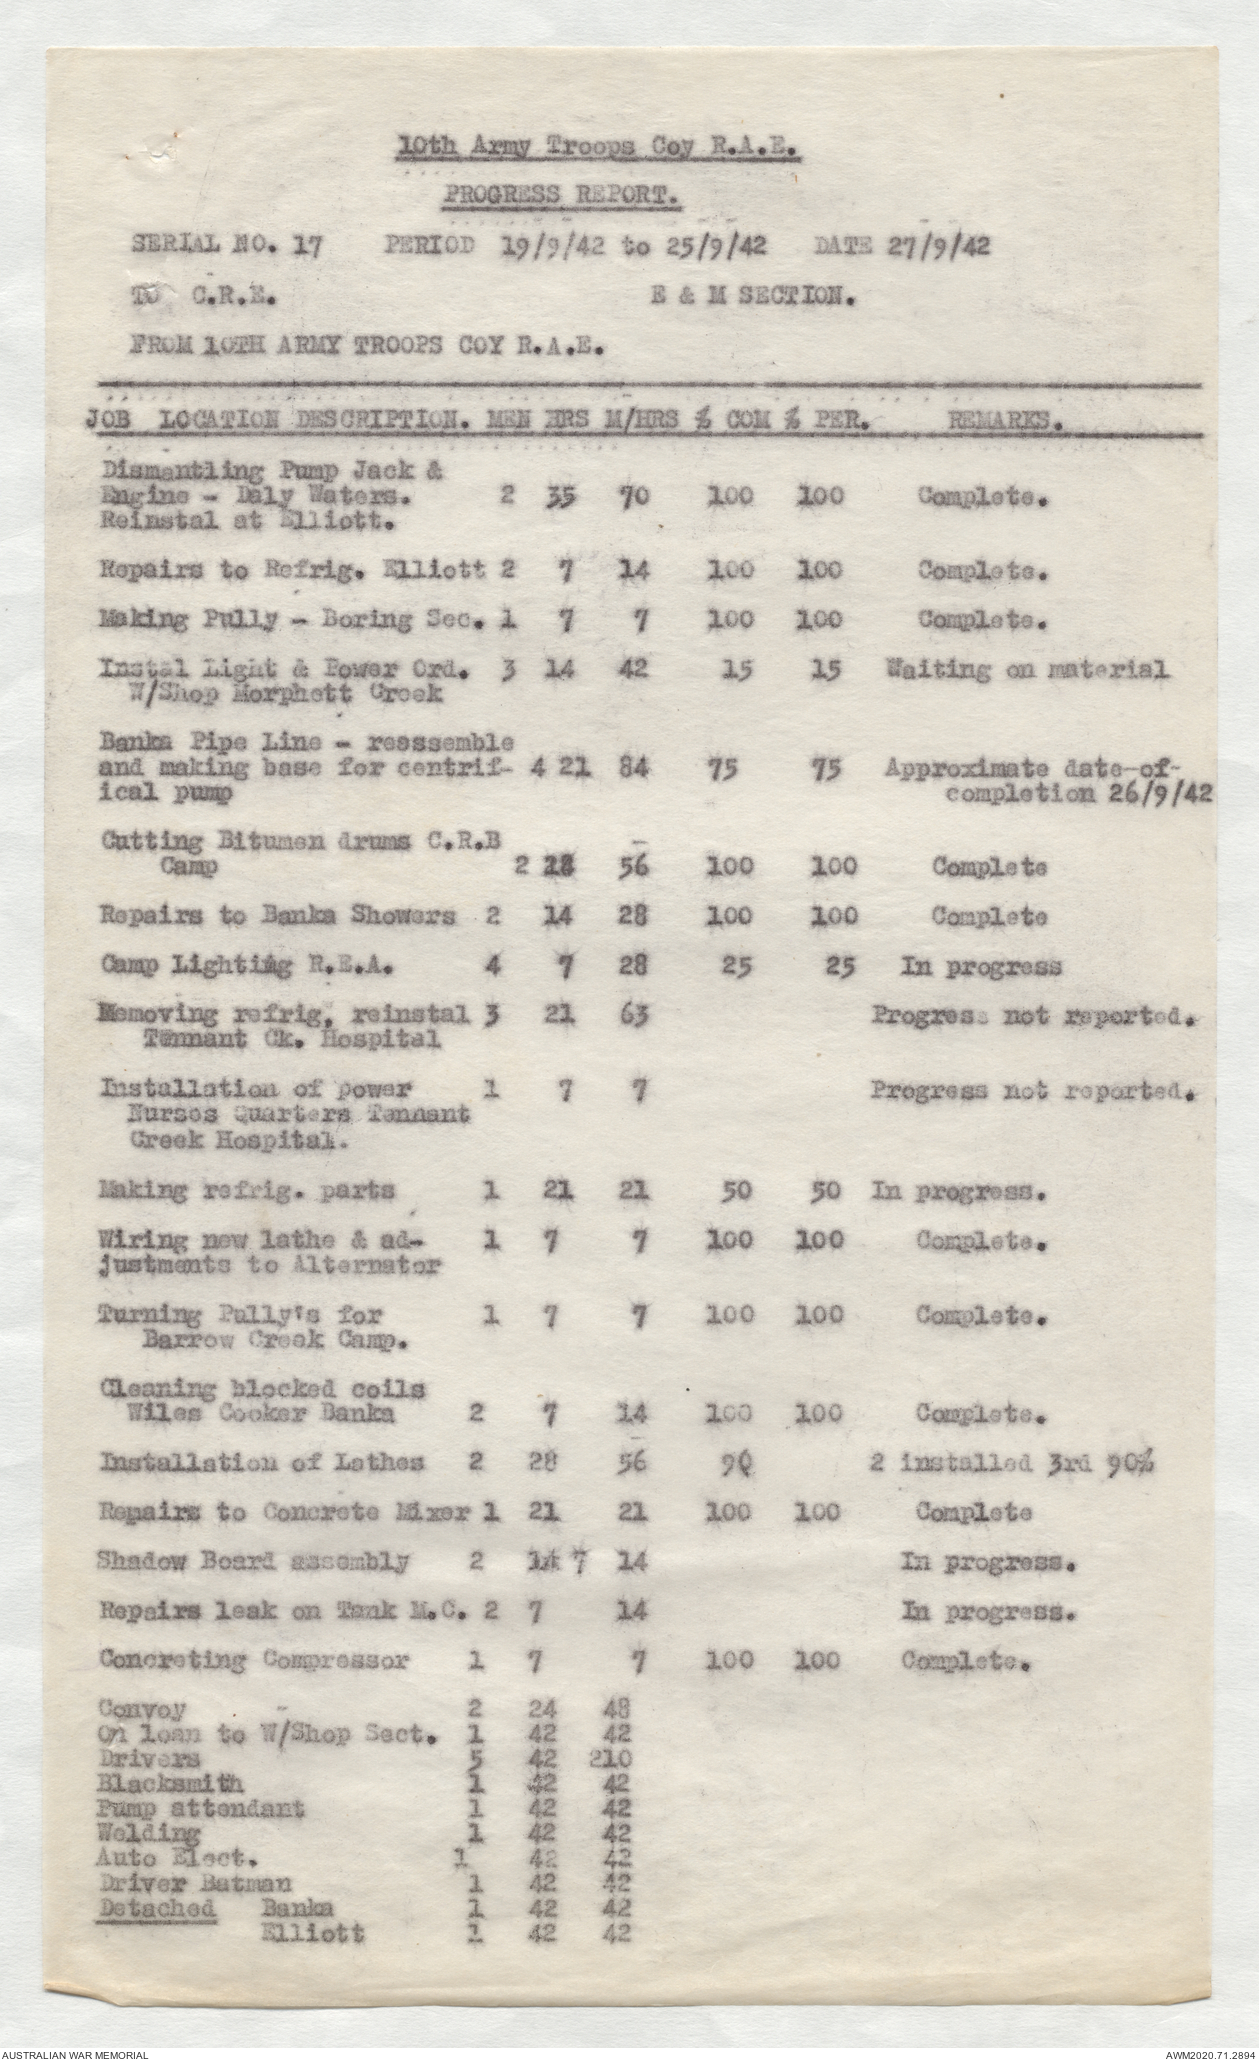 10th Army Troops Coy R.A.E.
PROGRESS REPORT.
SERIAL NO. 17 PERIOD 19/9/42 to 25/9/42 DATE 27/9/42
TO C.R.E. E & M SECTION.
FROM 10TH ARMY TROOPS COY R.A.E.
JOB LOCATION DESCRIPTION. MEN HRS M/HRS % COM % PER. REMARKS.
Dismantling Pump Jack &
Engine - Daly Waters. 2 35 70 100 100 Complete.
Reinstal at Elliott.
Repairs to Refrig. Elliott 2 7 14 100 100 Complete.
Making Pully - Boring Sec. 1 7 7 100 100 Complete.
Instal Light & Power Ord. 3 14 42 15 15 Waiting on material
W/Shop Morphett Creek
Banka Pipe Line - reassemble
and making base for centrif- 4 21 84 75 75 Approximate date-of-
ical pump completion 26/9/42
Cutting Bitumen drums C.R.B
Camp 2 28 56 100 100 Complete
Repairs to Banka Showers 2 14 28 100 100 Complete
Camp Lighting R.E.A. 4 7 28 25 25 In progress
Removing refrig, reinstal 3 21 63 Progress not reported.
Tennant Ck. Hospital
Installation of power 1 7 7 Progress not reported.
Nurses Quarters Tennant
Creek Hospital.
Making refrig. parts 1 21 21 50 50 In progress.
Wiring new lathe & ad- 1 7 7 100 100 Complete.
justments to Alternator
Turning Pully's for 1 7 7 100 100 Complete.
Barrow Creek Camp.
Cleaning blocked coils
Wiles Cooker Banka 2 7 14 100 100 Complete.
Installation of Lathes 2 28 56 90 2 installed 3rd 90%
Repairs to Concrete Mixer 1 21 21 100 100 Complete
Shadow Board assembly 2 14 7 14 In progress.
Repairs leak on Tank M.C. 2 7 14 In progress.
Concreting Compressor 1 7 7 100 100 Complete.
Convoy 2 24 48
On loan to W/Shop Sect. 1 42 42
Drivers 5 42 210
Blacksmith 1 42 42
Pump attendant 1 42 42
Welding 1 42 42
Auto Elect. 1 42 42
Driver Batman 1 42 42
Detached Banka 1 42 42
Elliott 1 42 42
AUSTRALIAN WAR MEMORIAL AWM2020.71.2894